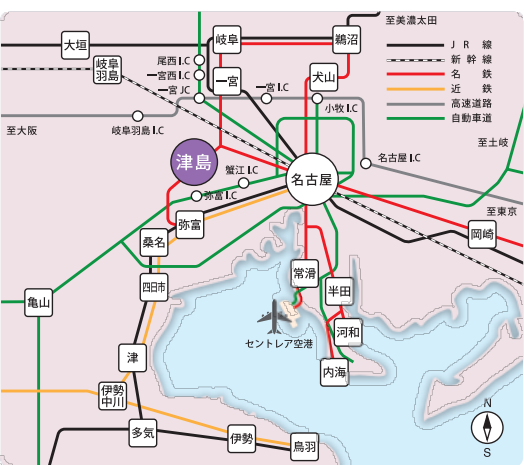 至美濃太田
岐阜
鵜沼
大垣
尾西I.C
岐阜
羽島
一宮西I.C
一宮
犬山
一宮JC
一宮I.C
小牧I.C
JR線
新幹線
名鉄
近鉄
高速道路
自動車道
至大阪
岐阜羽島I.C
至土岐
津島
蟹江I.C
名古屋
名古屋I.C
弥富I.C
至東京
弥富
岡崎
桑名
常滑
四日市
半田
亀山
セントレア空港
河和
津
内海
伊勢
中川
多気
伊勢
鳥羽
N
S